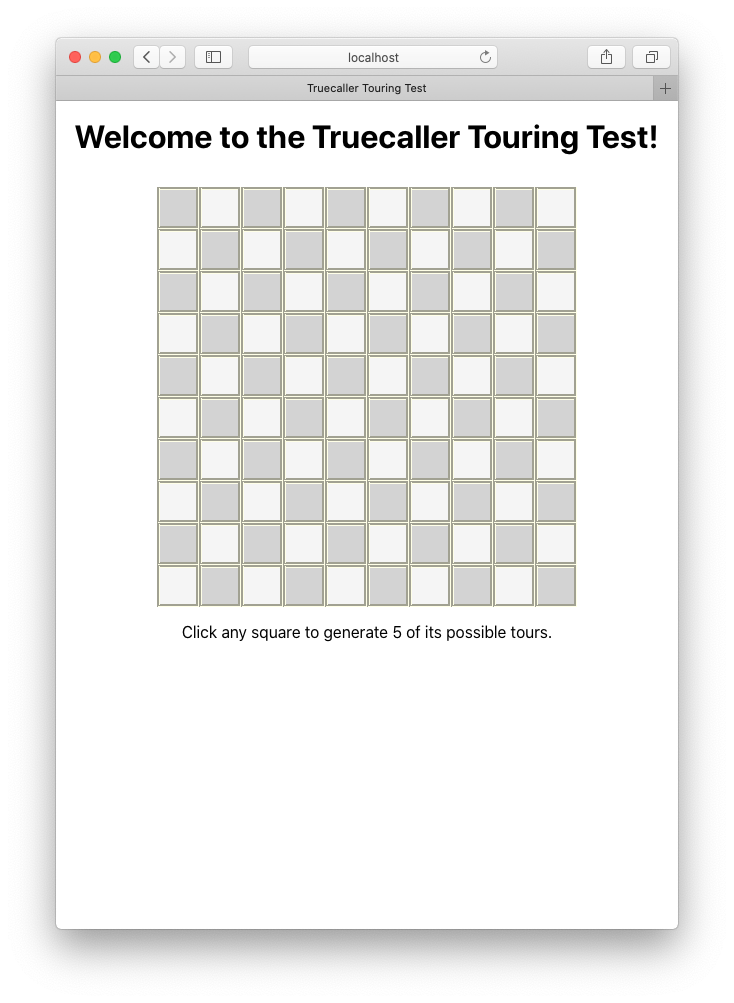 localhost
Truecaller Touring Test
Welcome to the Truecaller Touring Test!
Click any square to generate 5 of its possible tours.